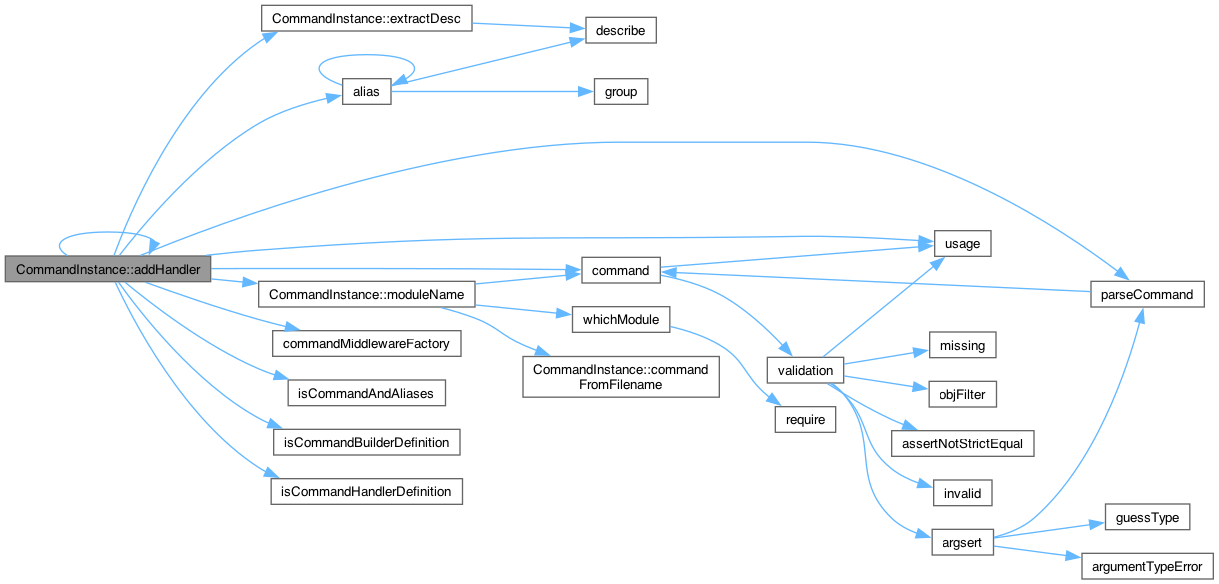 CommandInstance::extractDesc
describe
alias
group
CommandInstance::addHandler
usage
command
CommandInstance::moduleName
parseCommand
whichModule
commandMiddlewareFactory
missing
CommandInstance::command
FromFilename
validation
isCommandAndAliases
objFilter
require
isCommandBuilderDefinition
assertNotStrictEqual
isCommandHandlerDefinition
invalid
guessType
argsert
argumentTypeError